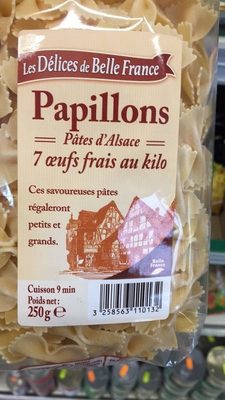 Les Délices de Belle France
Papillons
Pâtes d'Alsace
7 œufs frais au kilo
Ces savoureuses pâtes
régaleront
petits et
grands.
Belle
France
Cuisson 9 min
Poids net :
250g e
3 258563 110132